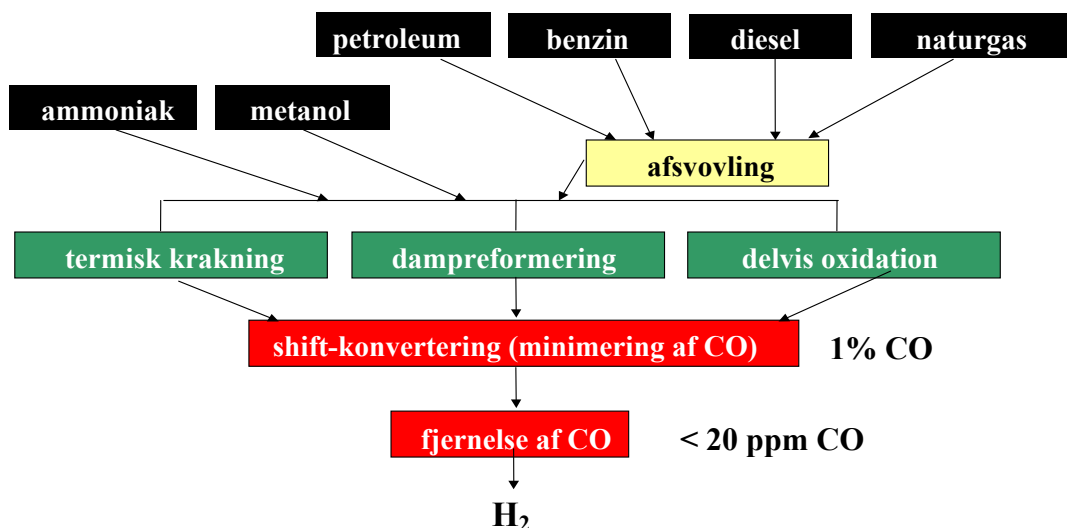 petroleum
benzin
diesel
naturgas
ammoniak
metanol
afsvovling
termisk krakning
dampreformering
delvis oxidation
shift-konvertering (minimering af CO)
1% CO
fjernelse af CO
< 20 ppm CO
H₂